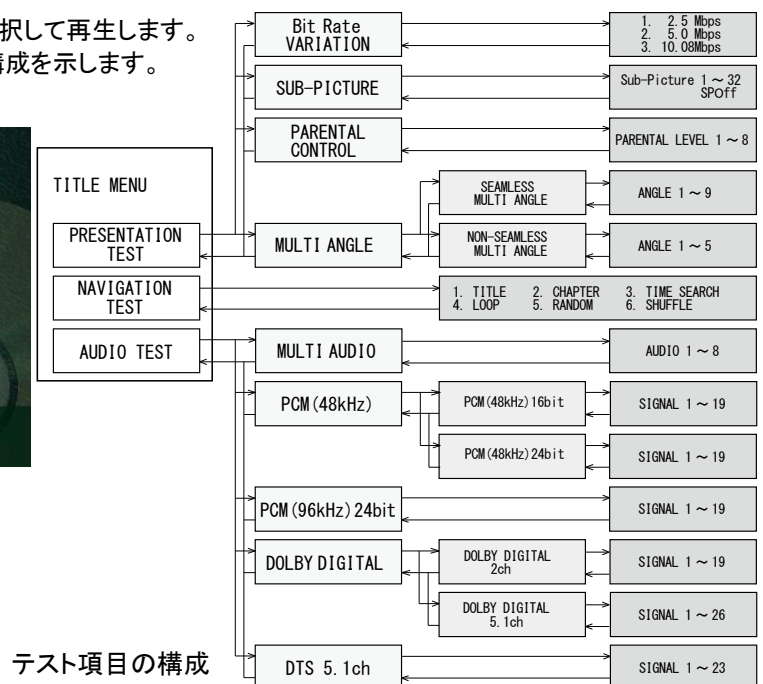 択して再生します。
構成を示します。
TITLE MENU
PRESENTATION
TEST
NAVIGATION
TEST
AUDIO TEST
Bit Rate
VARIATION
1. 2.5 Mbps
2. 5.0 Mbps
3. 10.08Mbps
SUB-PICTURE
Sub-Picture 1～32
SPOff
PARENTAL
CONTROL
PARENTAL LEVEL 1～8
MULTI ANGLE
SEAMLESS
MULTI ANGLE
ANGLE 1～9
NON-SEAMLESS
MULTI ANGLE
ANGLE 1～5
1. TITLE 2. CHAPTER 3. TIME SEARCH
4. LOOP 5. RANDOM 6. SHUFFLE
MULTI AUDIO
AUDIO 1～8
PCM(48kHz)
PCM(48kHz)16bit
SIGNAL 1～19
PCM(48kHz)24bit
SIGNAL 1～19
PCM(96kHz)24bit
SIGNAL 1～19
DOLBY DIGITAL
DOLBY DIGITAL
2ch
SIGNAL 1～19
DOLBY DIGITAL
5.1ch
SIGNAL 1～26
DTS 5.1ch
SIGNAL 1～23
テスト項目の構成